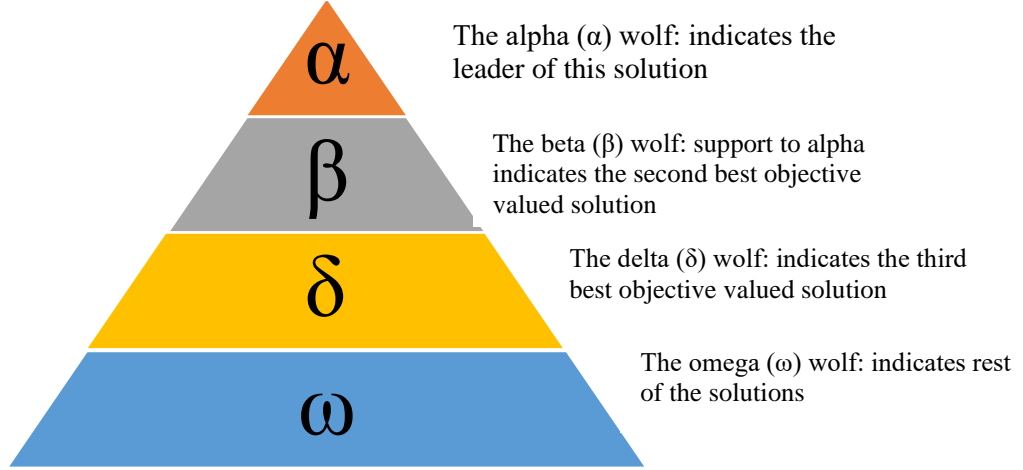 α
The alpha (α) wolf: indicates the
leader of this solution
β
The beta (β) wolf: support to alpha
indicates the second best objective
valued solution
δ
The delta (δ) wolf: indicates the third
best objective valued solution
ω
The omega (ω) wolf: indicates rest
of the solutions